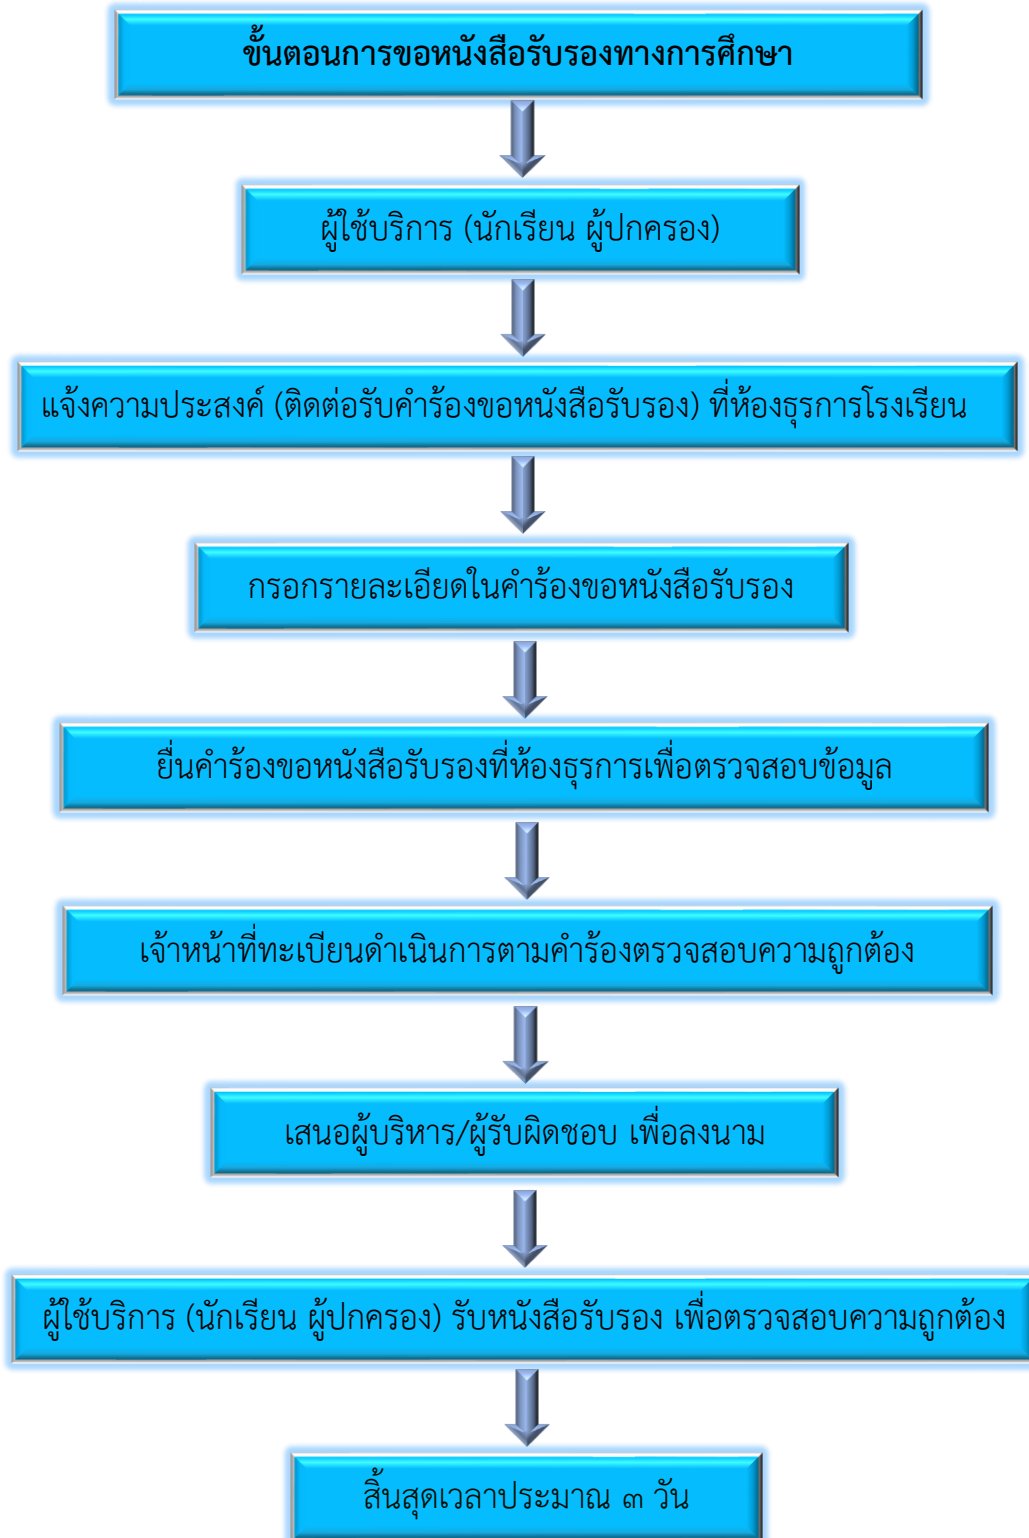 ขั้นตอนการขอหนังสือรับรองทางการศึกษา
ผู้ใช้บริการ (นักเรียน ผู้ปกครอง)
แจ้งความประสงค์ (ติดต่อรับคำร้องขอหนังสือรับรอง) ที่ห้องธุรการโรงเรียน
กรอกรายละเอียดในคำร้องขอหนังสือรับรอง
ยื่นคำร้องขอหนังสือรับรองที่ห้องธุรการเพื่อตรวจสอบข้อมูล
เจ้าหน้าที่ทะเบียนดำเนินการตามคำร้องตรวจสอบความถูกต้อง
เสนอผู้บริหาร/ผู้รับผิดชอบ เพื่อลงนาม
ผู้ใช้บริการ (นักเรียน ผู้ปกครอง) รับหนังสือรับรอง เพื่อตรวจสอบความถูกต้อง
สิ้นสุดเวลาประมาณ ๓ วัน